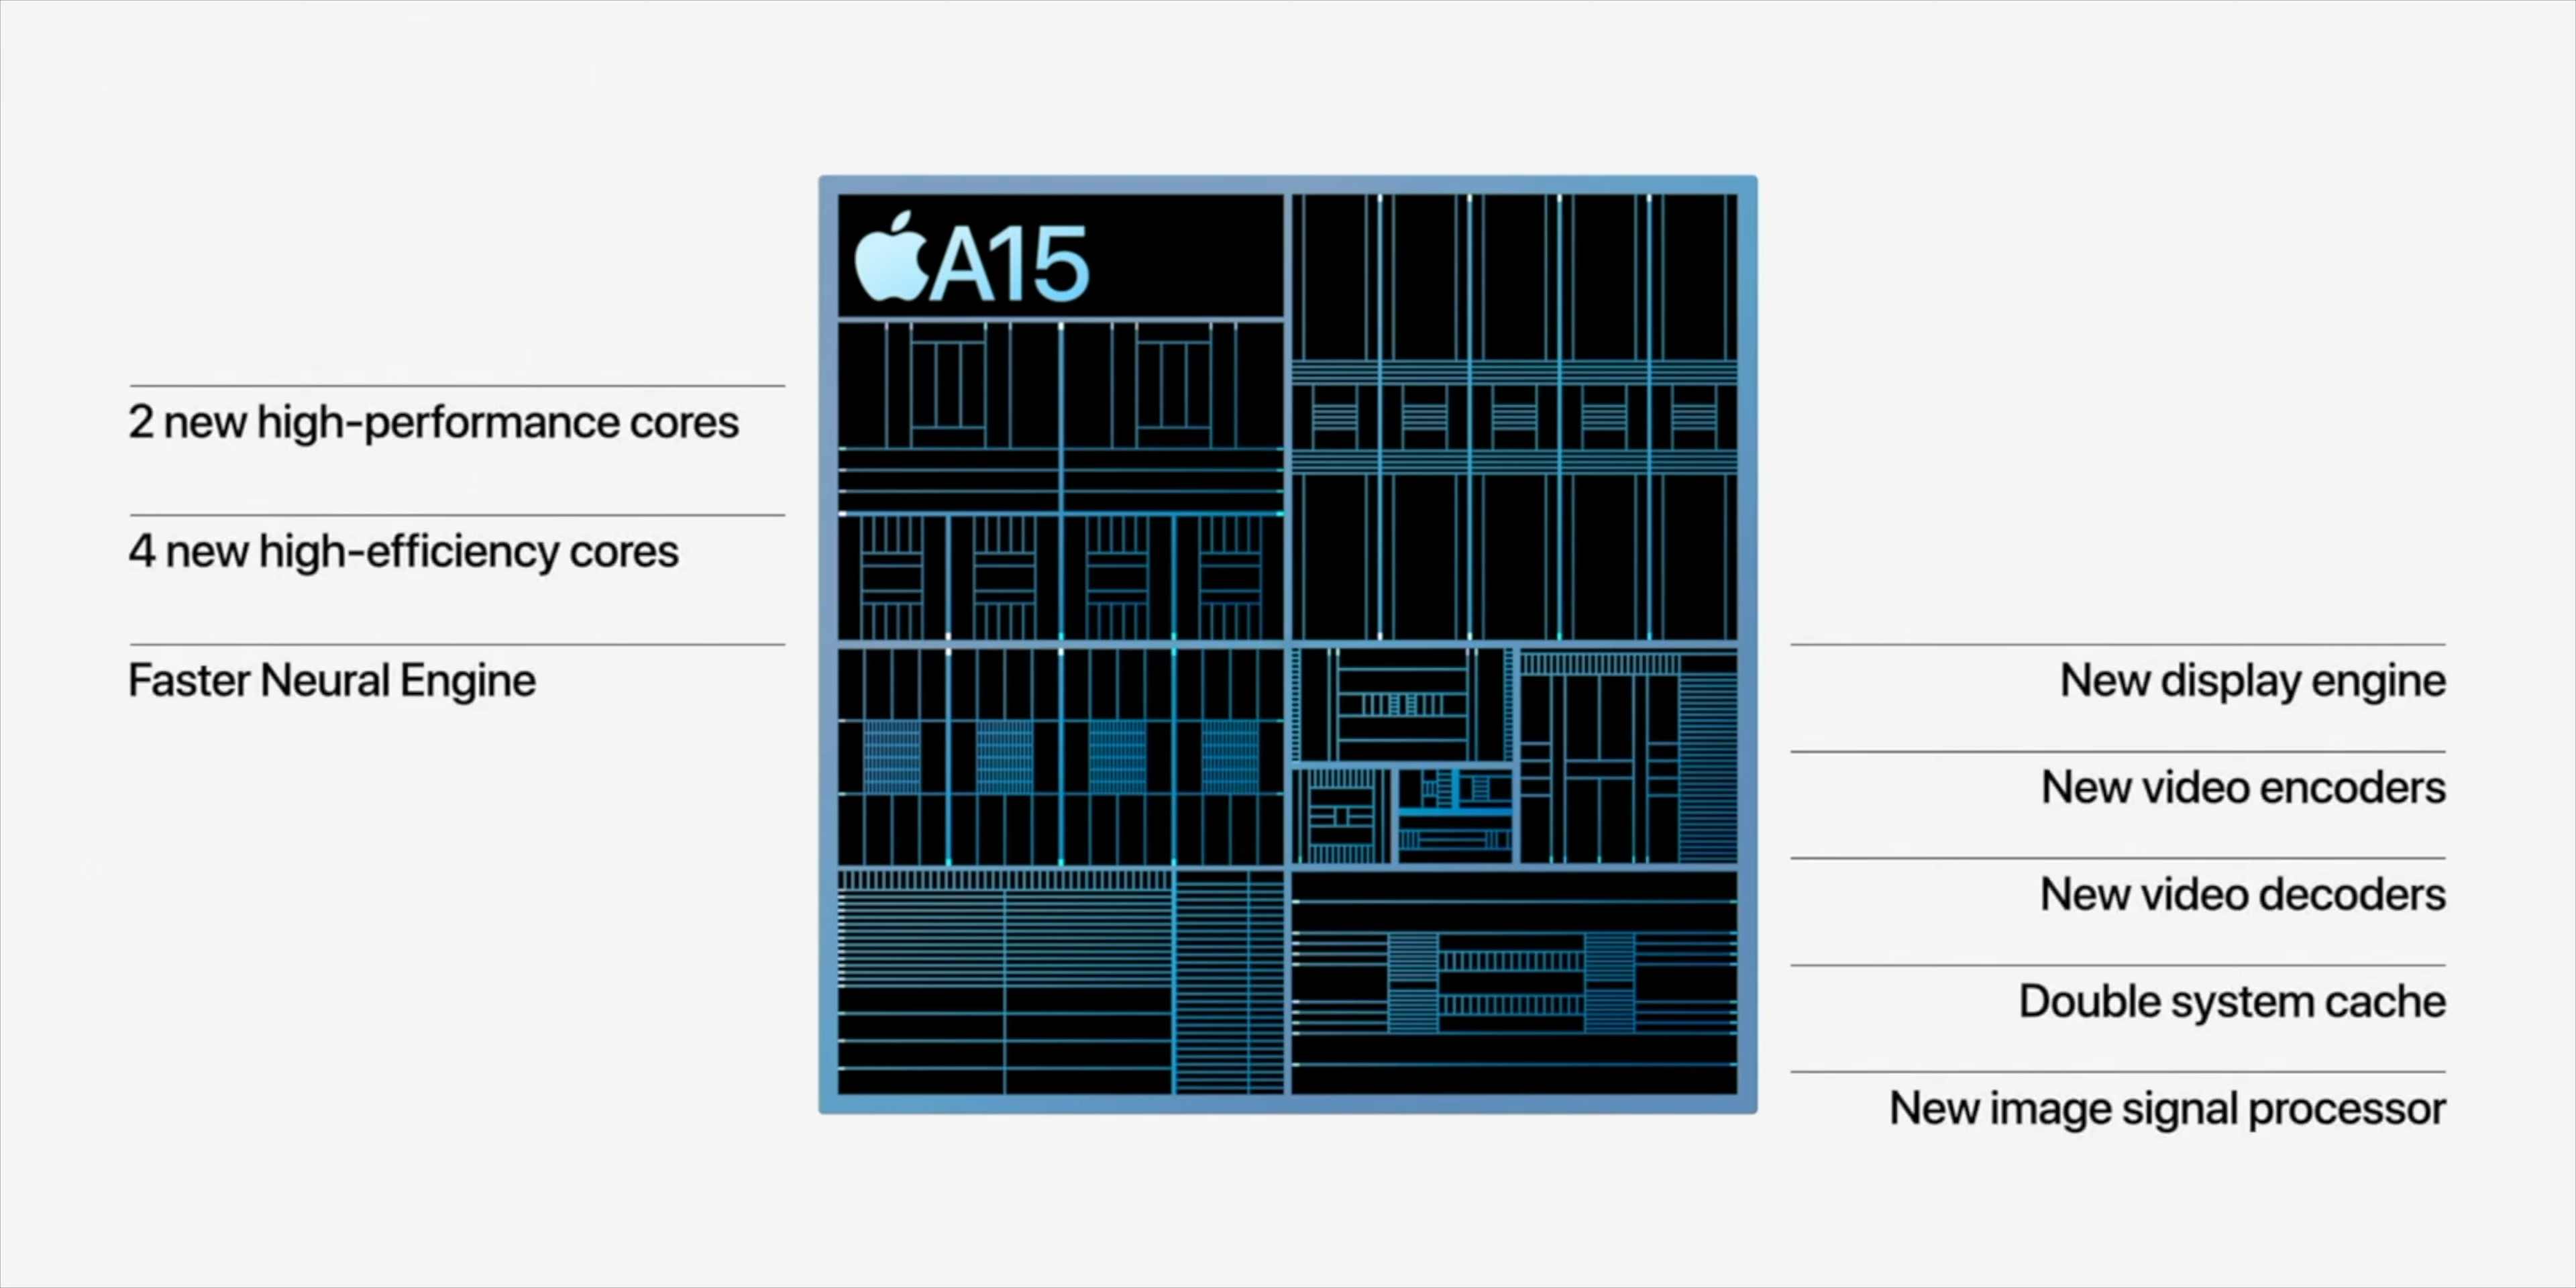 A15
2 new high-performance cores
4 new high-efficiency cores
Faster Neural Engine
New display engine
New video encoders
New video decoders
Double system cache
New image signal processor